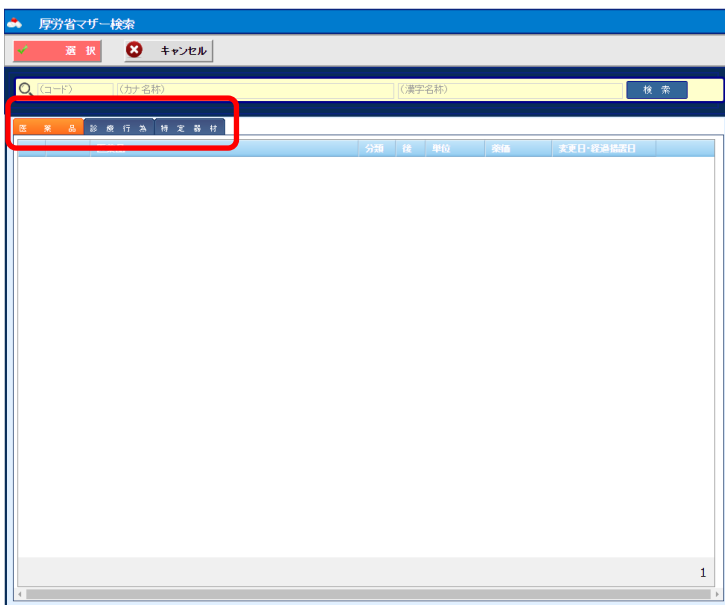 厚労省マザー検索
選択 キャンセル
(コード) (カナ名称) (漢字名称) 検索
医薬品 診療行為 特定器材
分類 後 単位 薬価 変更日・経過措置日
1